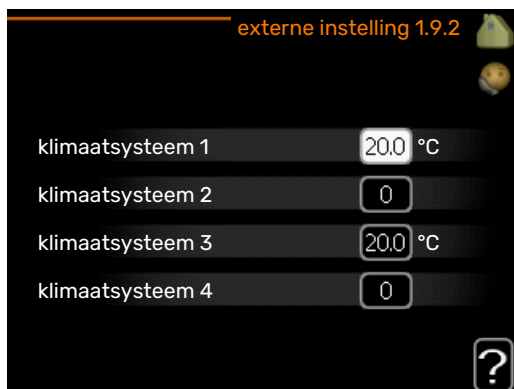 externe instelling 1.9.2
klimaatsysteem 1 20.0 °C
klimaatsysteem 2 0
klimaatsysteem 3 20.0 °C
klimaatsysteem 4 0
?